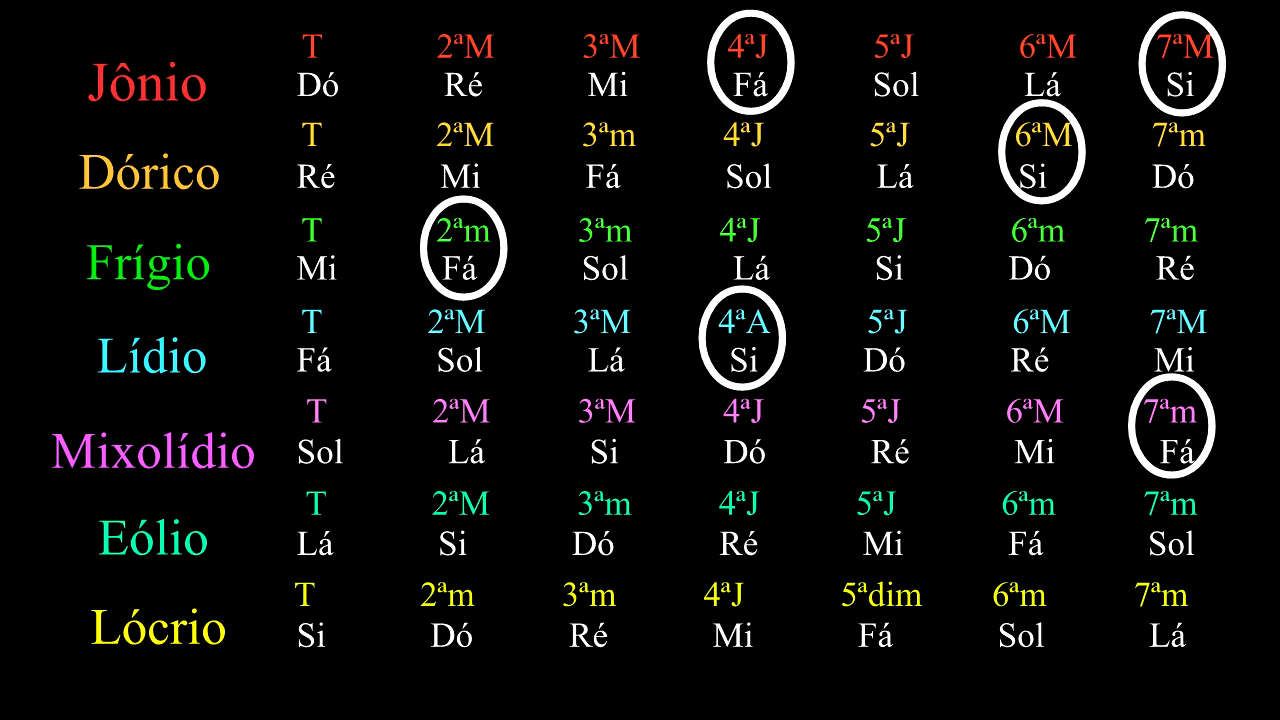 T 2ªM 3ªM 4ªJ 5ªJ 6ªM 7ªM
Jônio Dó Ré Mi Fá Sol Lá Si
T 2ªM 3ªm 4ªJ 5ªJ 6ªM 7ªm
Dórico Ré Mi Fá Sol Lá Si Dó
T 2ªm 3ªm 4ªJ 5ªJ 6ªm 7ªm
Frígio Mi Fá Sol Lá Si Dó Ré
T 2ªM 3ªM 4ªA 5ªJ 6ªM 7ªM
Lídio Fá Sol Lá Si Dó Ré Mi
T 2ªM 3ªM 4ªJ 5ªJ 6ªM 7ªm
Mixolídio Sol Lá Si Dó Ré Mi Fá
T 2ªM 3ªm 4ªJ 5ªJ 6ªm 7ªm
Eólio Lá Si Dó Ré Mi Fá Sol
T 2ªm 3ªm 4ªJ 5ªdim 6ªm 7ªm
Lócrio Si Dó Ré Mi Fá Sol Lá